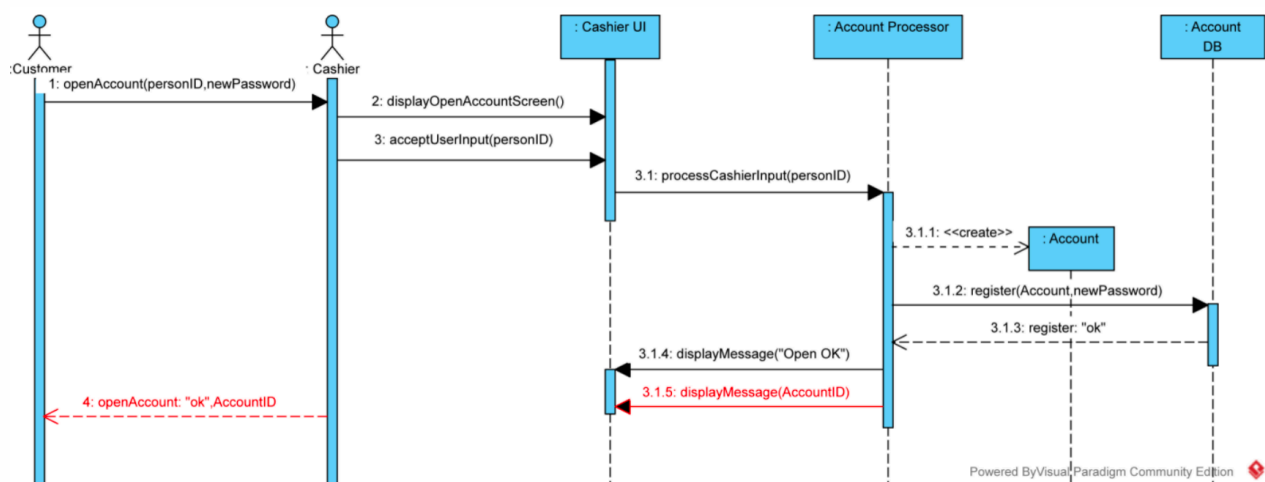 : Cashier UI
: Account Processor
: Account
DB
:Customer
: Cashier
1: openAccount(personID,newPassword)
2: displayOpenAccountScreen()
3: acceptUserInput(personID)
3.1: processCashierInput(personID)
3.1.1: <<create>>
: Account
3.1.2: register(Account,newPassword)
3.1.3: register: "ok"
3.1.4: displayMessage("Open OK")
3.1.5: displayMessage(AccountID)
4: openAccount: "ok",AccountID
Powered ByVisual Paradigm Community Edition